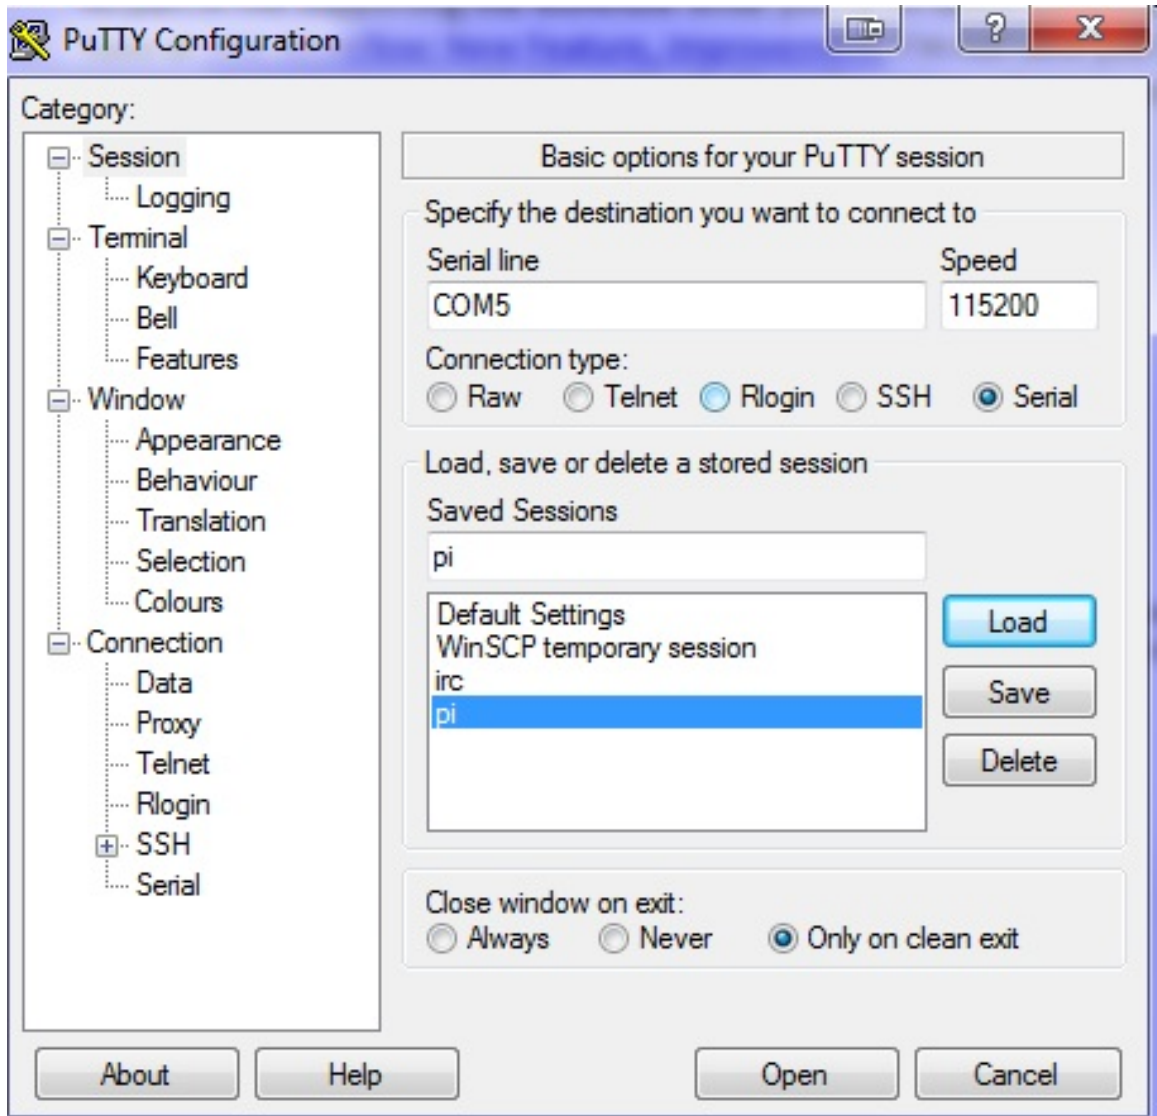 PuTTY Configuration
?
X
Category:
Session
Logging
Terminal
Keyboard
Bell
Features
Window
Appearance
Behaviour
Translation
Selection
Colours
Connection
Data
Proxy
Telnet
Rlogin
SSH
Serial
Basic options for your PuTTY session
Specify the destination you want to connect to
Serial line Speed
COM5 115200
Connection type:
Raw Telnet Rlogin SSH Serial
Load, save or delete a stored session
Saved Sessions
pi
Default Settings
WinSCP temporary session
irc
pi
Load
Save
Delete
Close window on exit:
Always Never Only on clean exit
About Help Open Cancel